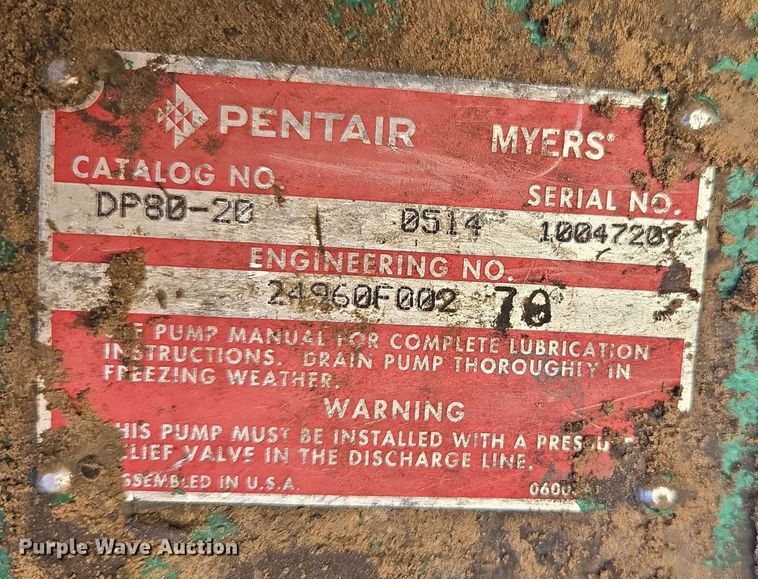 PENTAIR MYERS®
CATALOG NO. SERIAL NO.
DP80-20 0514 1004720
ENGINEERING NO.
24960F002 70
PUMP MANUAL FOR COMPLETE LUBRICATION
INSTRUCTIONS. DRAIN PUMP THOROUGHLY IN
FREEZING WEATHER.
WARNING
THIS PUMP MUST BE INSTALLED WITH A PRESSURE
RELIEF VALVE IN THE DISCHARGE LINE.
ASSEMBLED IN U.S.A.
Purple Wave Auction